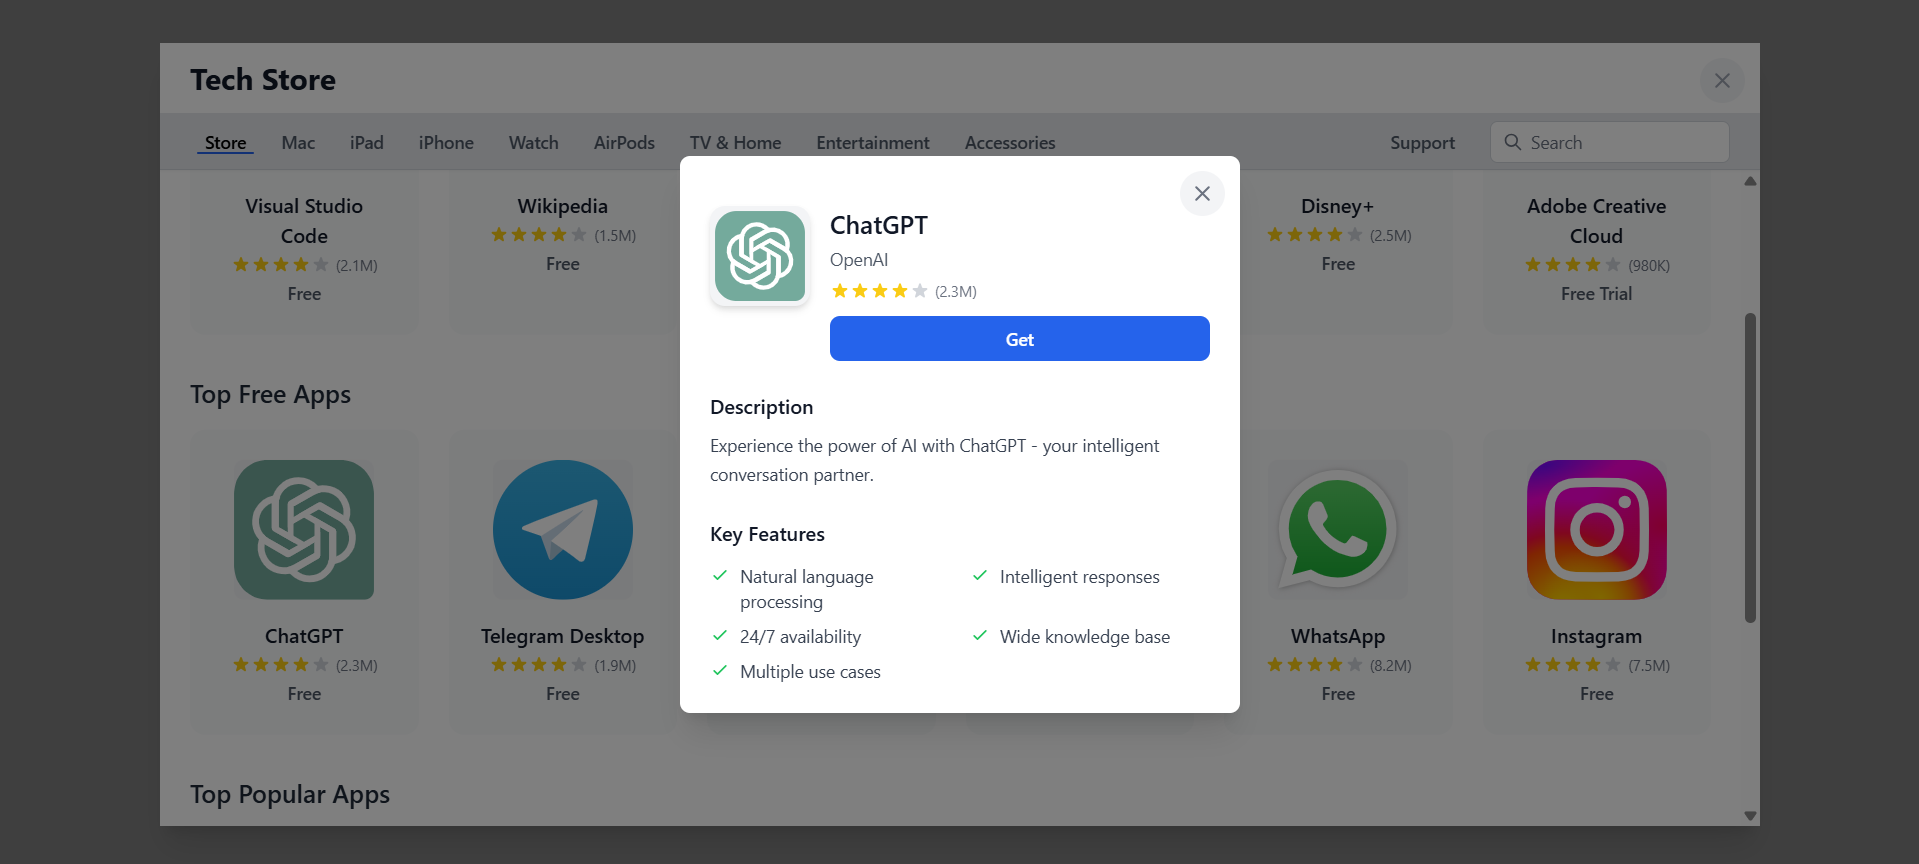 Tech Store
Store Mac iPad iPhone Watch AirPods TV & Home Entertainment Accessories Support Search
Visual Studio
Code
(2.1M)
Free
Wikipedia
(1.5M)
Free
Disney+
(2.5M)
Free
Adobe Creative
Cloud
(980K)
Free Trial
ChatGPT
OpenAI
(2.3M)
Get
Description
Experience the power of AI with ChatGPT - your intelligent
conversation partner.
Key Features
Natural language
processing
Intelligent responses
24/7 availability
Wide knowledge base
Multiple use cases
Top Free Apps
ChatGPT
(2.3M)
Free
Telegram Desktop
(1.9M)
Free
WhatsApp
(8.2M)
Free
Instagram
(7.5M)
Free
Top Popular Apps